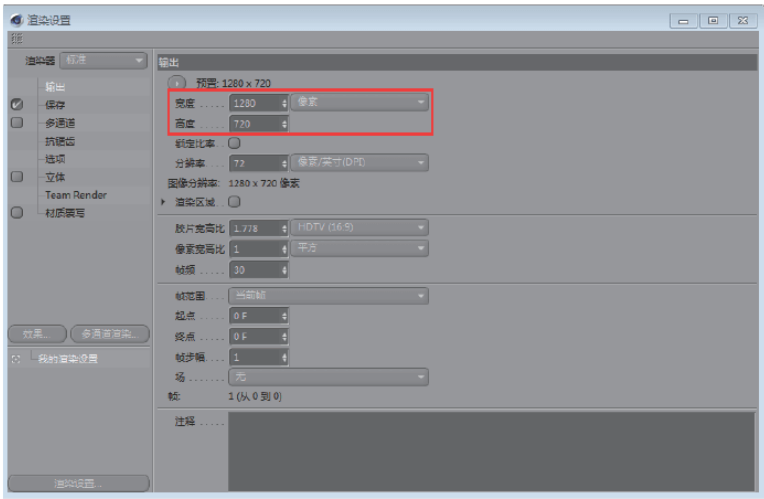 渲染设置
渲染器 标准
输出
保存
多通道
抗锯齿
选项
立体
Team Render
材质覆写
效果... 多通道渲染...
我的渲染设置
渲染设置...
输出
预置: 1280 x 720
宽度 ..... 1280 像素
高度 ..... 720
锁定比率
分辨率 ... 72 像素/英寸(DPI)
图像分辨率: 1280 x 720 像素
渲染区域
胶片宽高比 1.778 HDTV (16:9)
像素宽高比 1 平方
帧频 ..... 30
帧范围 ... 当前帧
起点 ..... 0 F
终点 ..... 0 F
帧步幅 ... 1
场 ....... 无
帧: 1 (从 0 到 0)
注释 .....